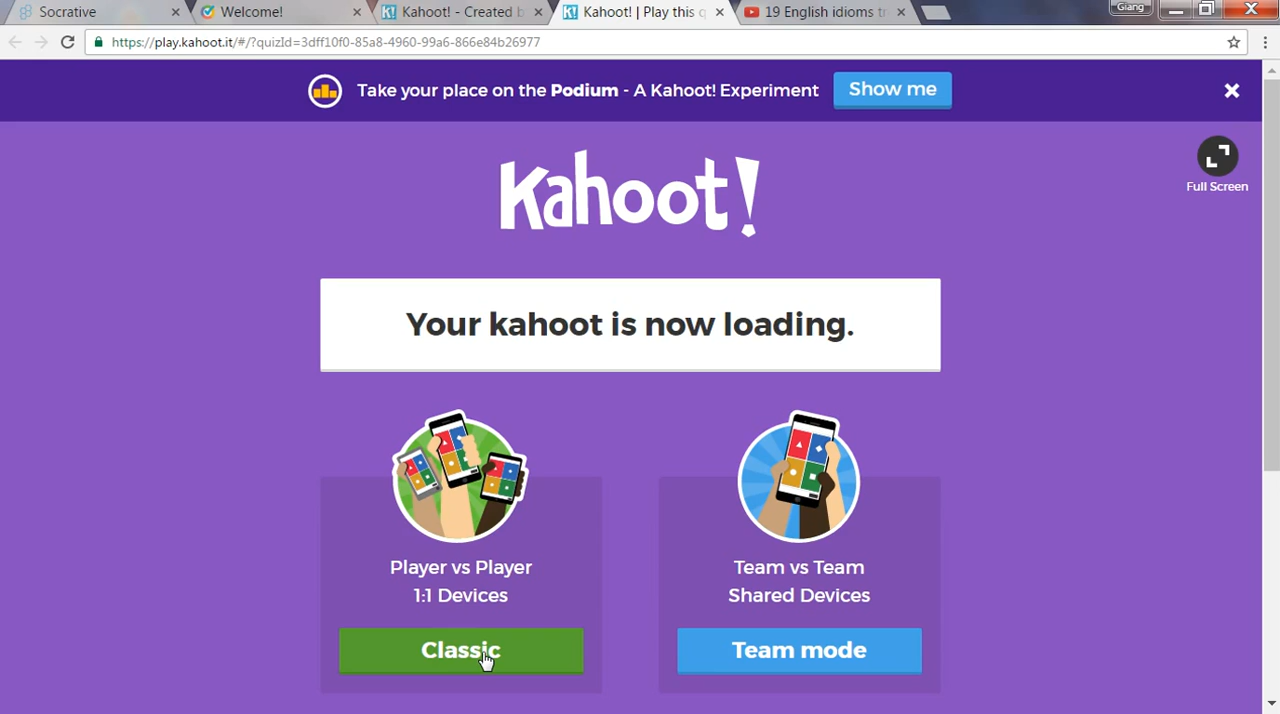 Socrative
Welcome!
Kahoot! - Created b
Kahoot! | Play this q
19 English idioms tr
Giang
https://play.kahoot.it/#/?quizId=3dff10f0-85a8-4960-99a6-866e84b26977
Take your place on the Podium - A Kahoot! Experiment
Show me
Kahoot!
Full Screen
Your kahoot is now loading.
Player vs Player
1:1 Devices
Classic
Team vs Team
Shared Devices
Team mode